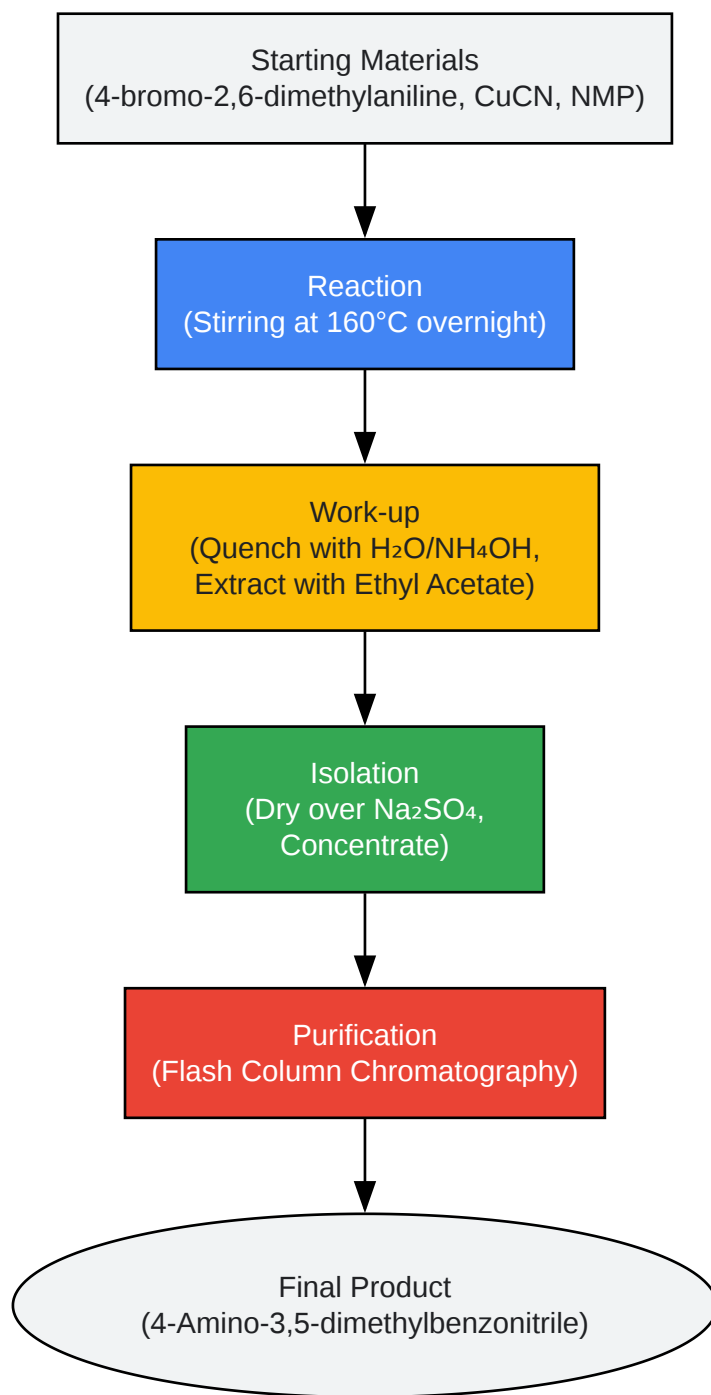 Starting Materials
(4-bromo-2,6-dimethylaniline, CuCN, NMP)
Reaction
(Stirring at 160°C overnight)
Work-up
(Quench with H₂O/NH₄OH,
Extract with Ethyl Acetate)
Isolation
(Dry over Na₂SO₄,
Concentrate)
Purification
(Flash Column Chromatography)
Final Product
(4-Amino-3,5-dimethylbenzonitrile)